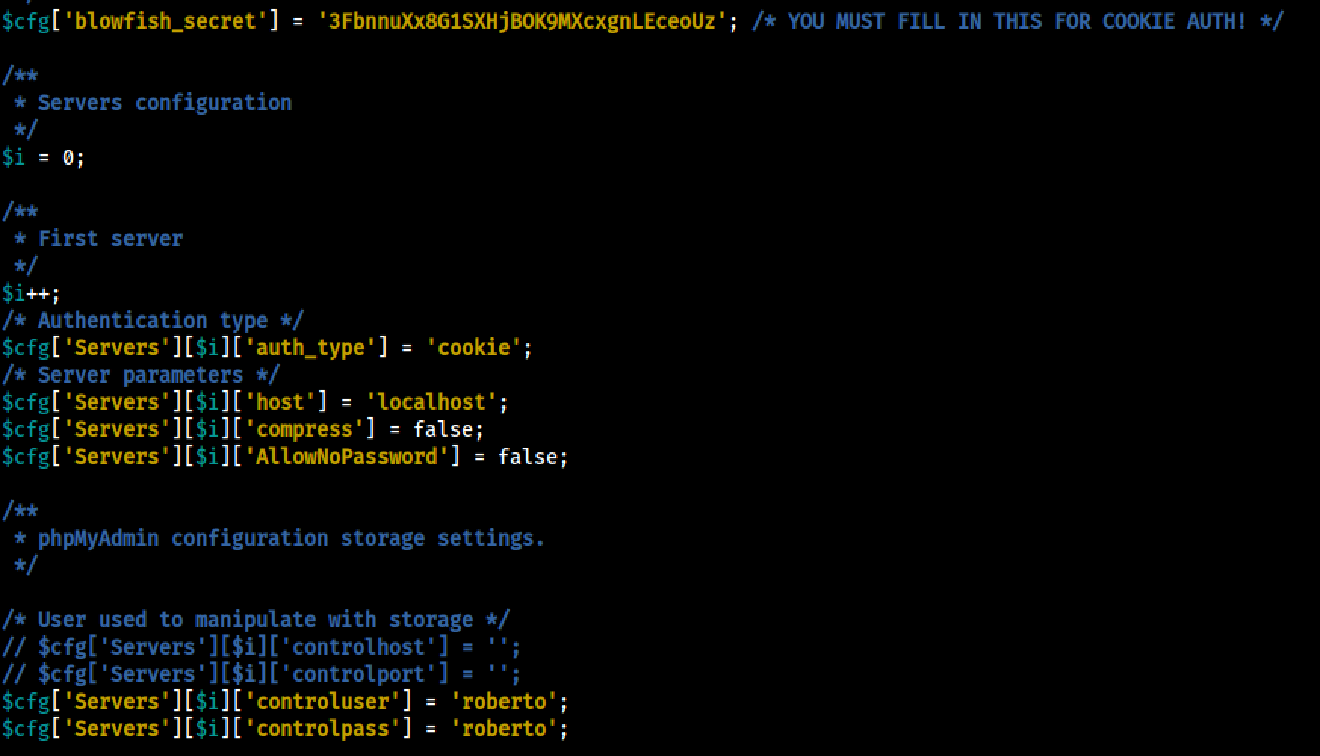 $cfg['blowfish_secret'] = '3FbnnuXx8G1SXHjBOK9MXcxgnLEceoUz'; /* YOU MUST FILL IN THIS FOR COOKIE AUTH! */
/**
 * Servers configuration
 */
$i = 0;
/**
 * First server
 */
$i++;
/* Authentication type */
$cfg['Servers'][$i]['auth_type'] = 'cookie';
/* Server parameters */
$cfg['Servers'][$i]['host'] = 'localhost';
$cfg['Servers'][$i]['compress'] = false;
$cfg['Servers'][$i]['AllowNoPassword'] = false;
/**
 * phpMyAdmin configuration storage settings.
 */
/* User used to manipulate with storage */
// $cfg['Servers'][$i]['controlhost'] = '';
// $cfg['Servers'][$i]['controlport'] = '';
$cfg['Servers'][$i]['controluser'] = 'roberto';
$cfg['Servers'][$i]['controlpass'] = 'roberto';